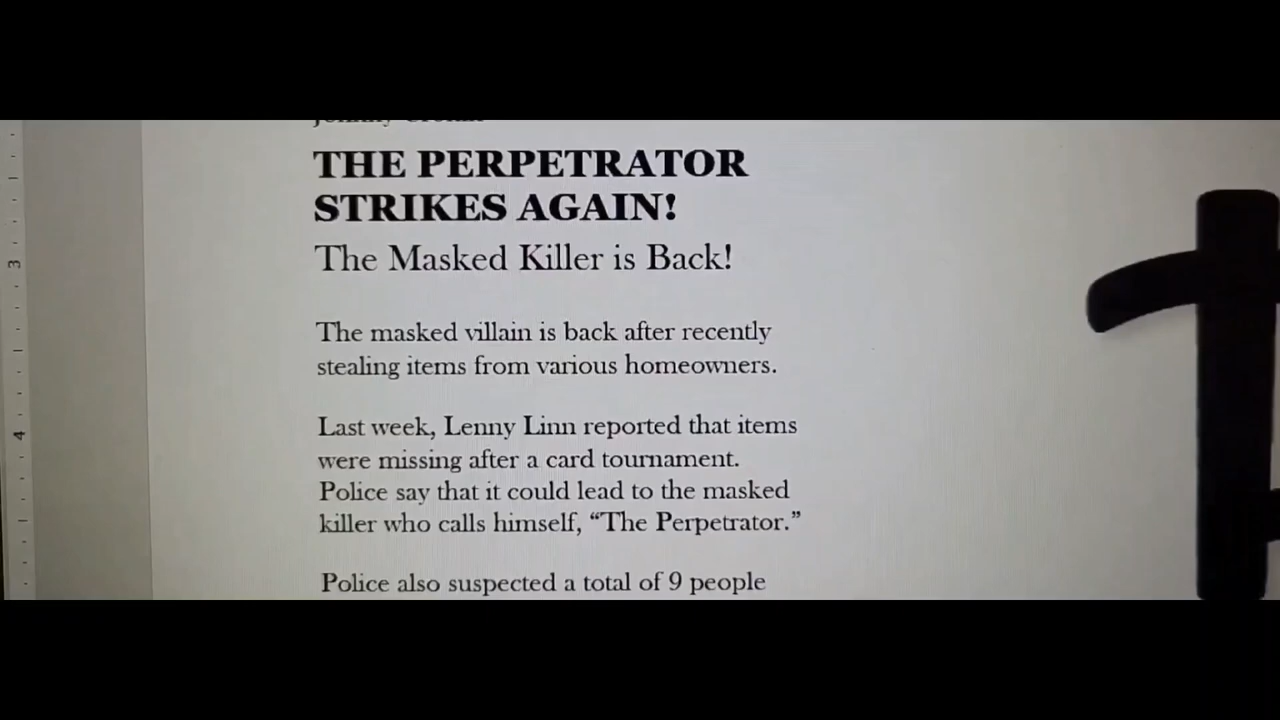 THE PERPETRATOR
STRIKES AGAIN!
The Masked Killer is Back!
The masked villain is back after recently
stealing items from various homeowners.
Last week, Lenny Linn reported that items
were missing after a card tournament.
Police say that it could lead to the masked
killer who calls himself, “The Perpetrator.”
Police also suspected a total of 9 people
3
4